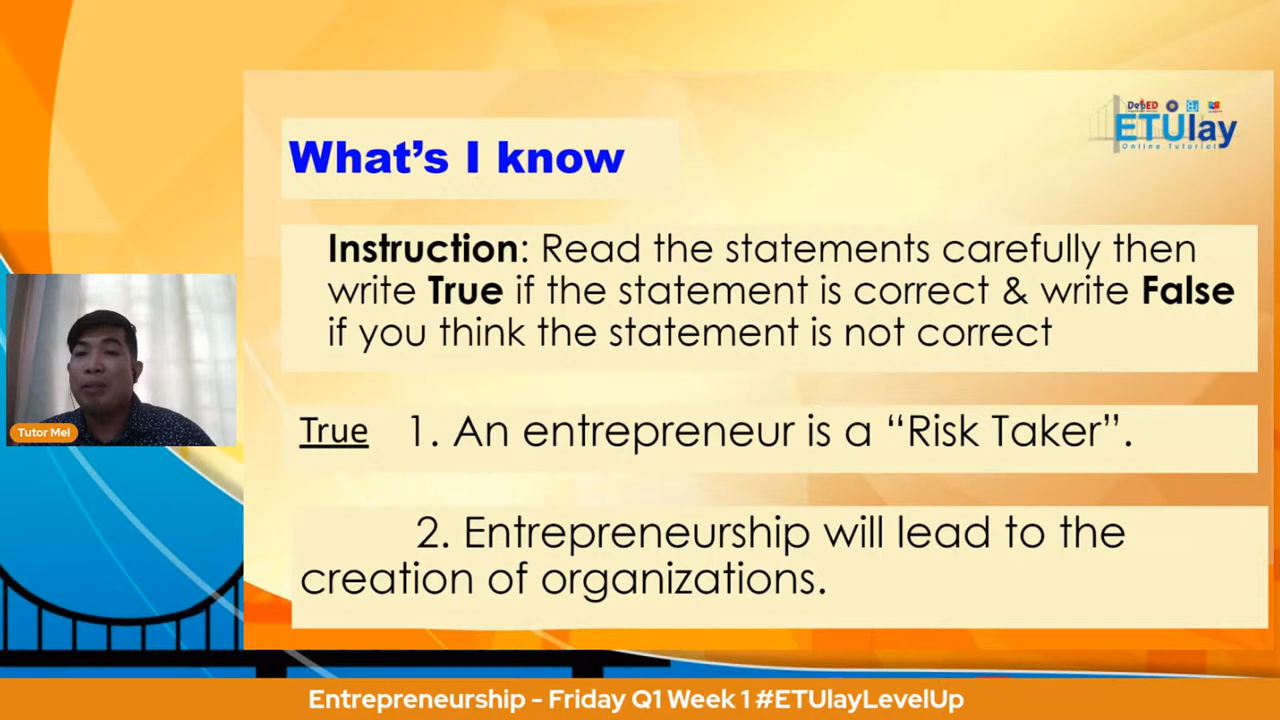 DepED
ETUlay
Online Tutorial
What's I know
Instruction: Read the statements carefully then
write True if the statement is correct & write False
if you think the statement is not correct
True 1. An entrepreneur is a “Risk Taker”.
2. Entrepreneurship will lead to the
creation of organizations.
Tutor Mel
Entrepreneurship - Friday Q1 Week 1 #ETUlayLevelUp